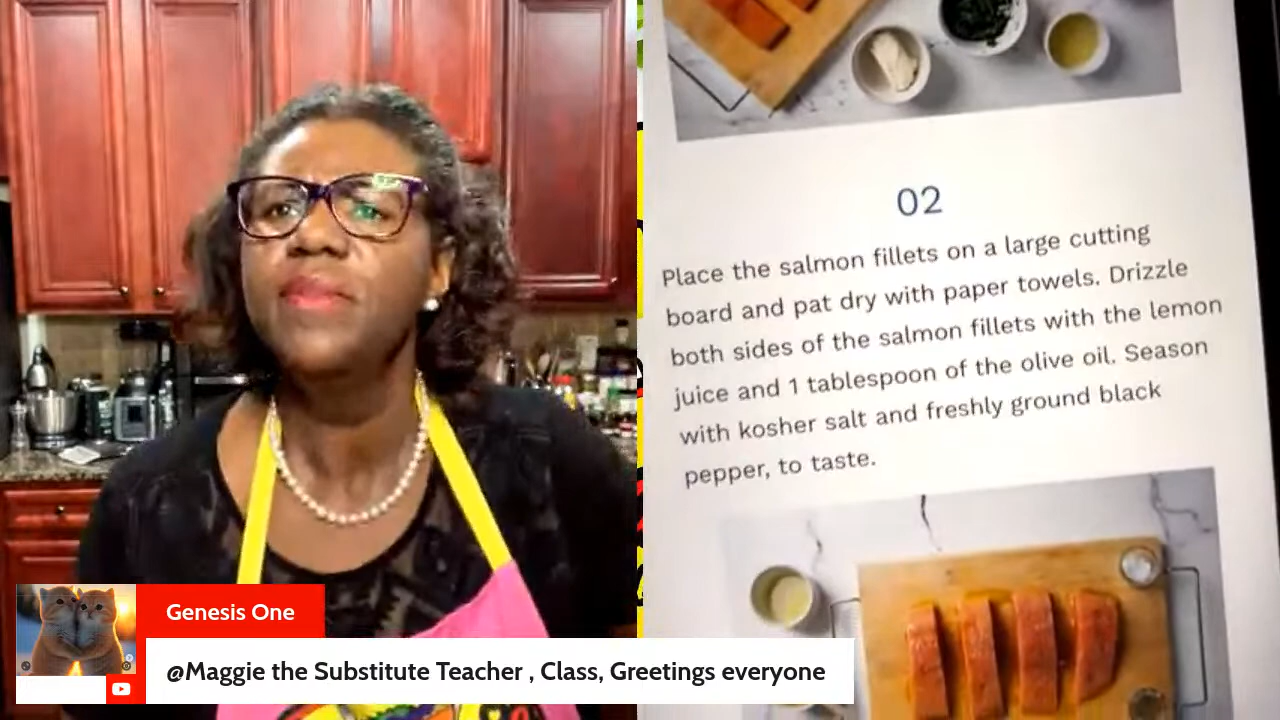 02
Place the salmon fillets on a large cutting
board and pat dry with paper towels. Drizzle
both sides of the salmon fillets with the lemon
juice and 1 tablespoon of the olive oil. Season
with kosher salt and freshly ground black
pepper, to taste.
Genesis One
@Maggie the Substitute Teacher , Class, Greetings everyone